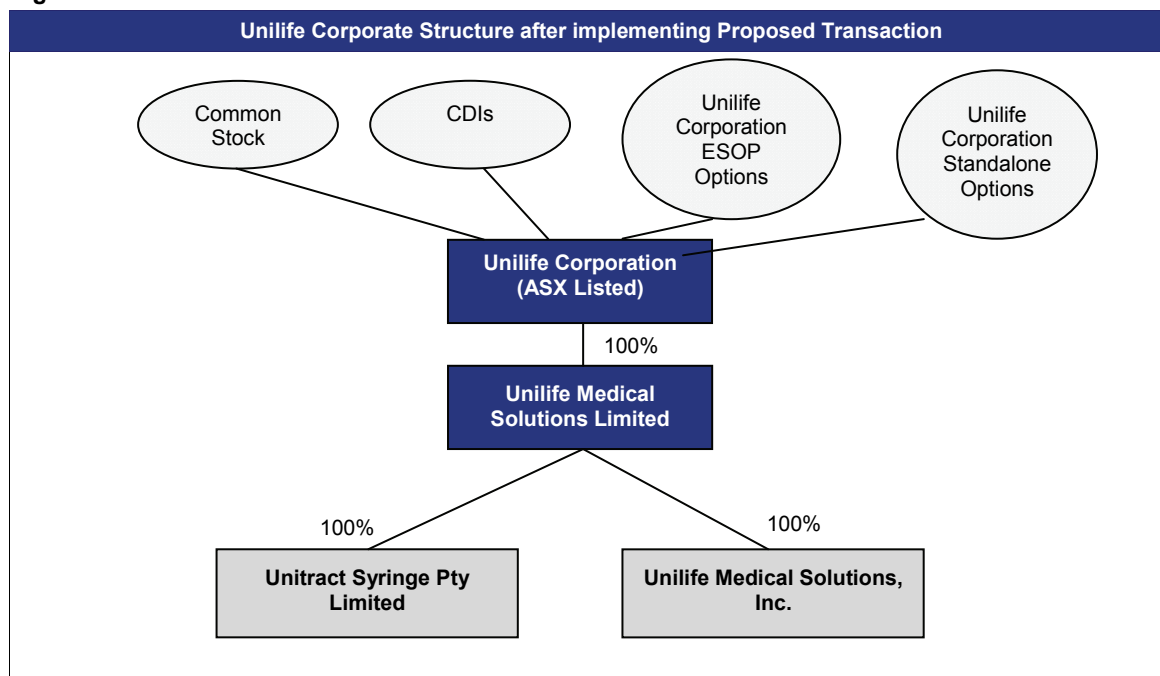 Unilife Corporate Structure after implementing Proposed Transaction
Common
Stock
CDIs
Unilife
Corporation
ESOP
Options
Unilife
Corporation
Standalone
Options
Unilife Corporation
(ASX Listed)
100%
Unilife Medical
Solutions Limited
100%
100%
Unitract Syringe Pty
Limited
Unilife Medical Solutions,
Inc.